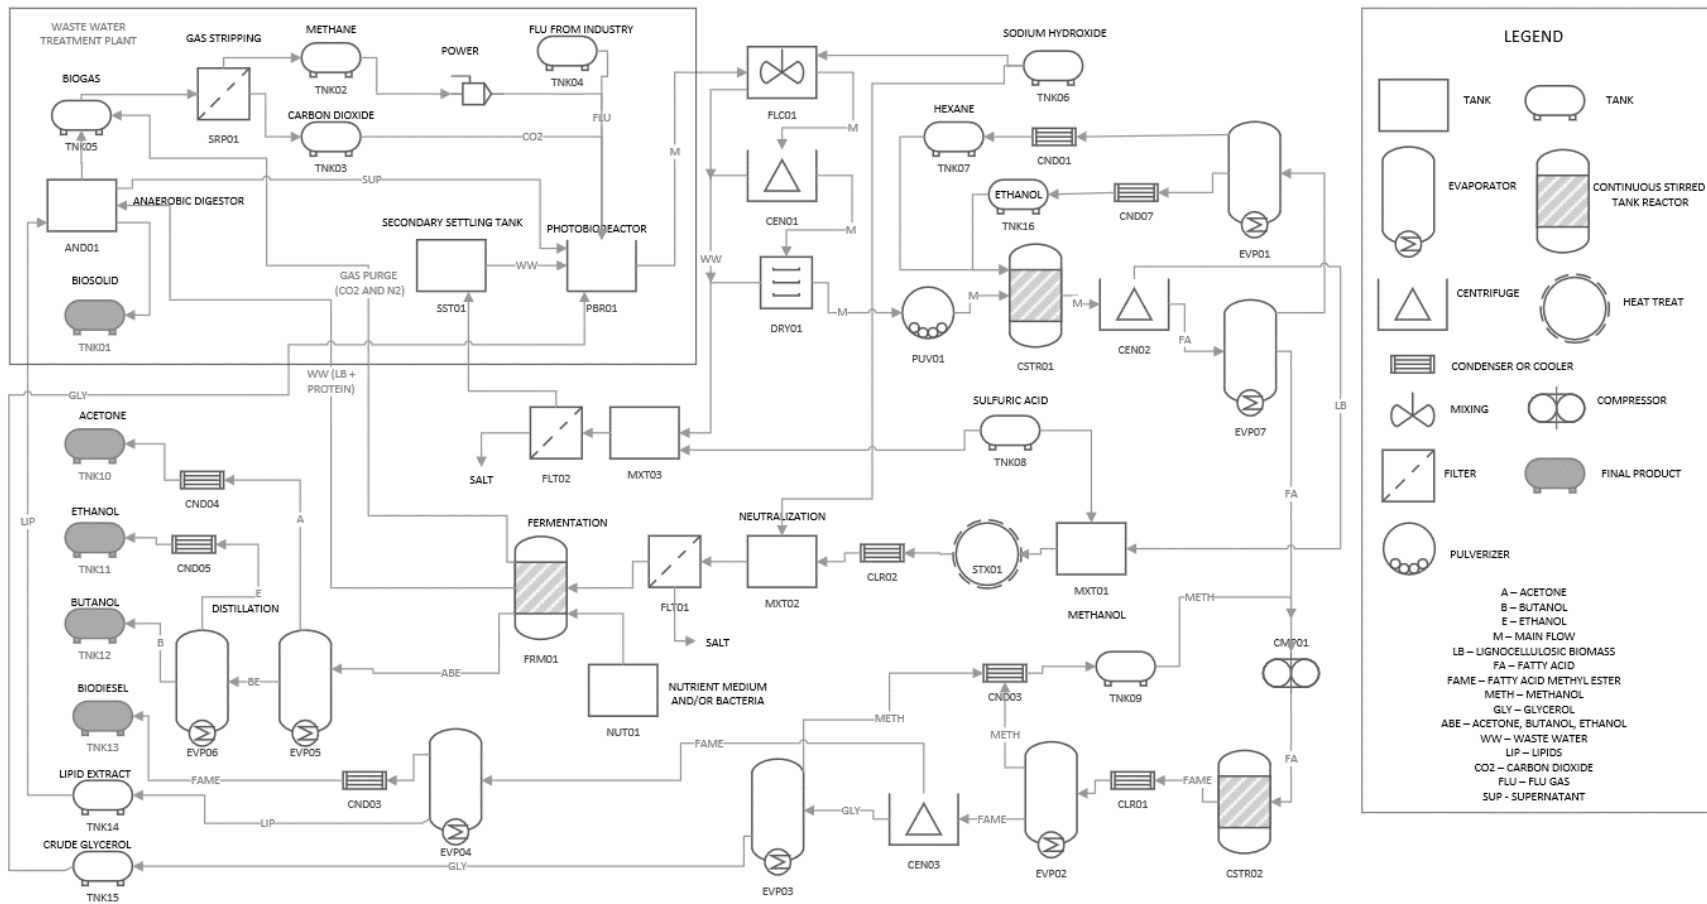 WASTE WATER
TREATMENT PLANT
GAS STRIPPING
METHANE
TNK02
POWER
FLU FROM INDUSTRY
TNK04
FLU
BIOGAS
TNK05
SRP01
CARBON DIOXIDE
TNK03
CO2
SUP
ANAEROBIC DIGESTOR
AND01
BIOSOLID
TNK01
SECONDARY SETTLING TANK
SST01
WW
PHOTOBIOREACTOR
PBR01
GAS PURGE
(CO2 AND N2)
M
FLC01
M
CEN01
M
WW
DRY01
M
SODIUM HYDROXIDE
TNK06
HEXANE
TNK07
CND01
ETHANOL
TNK16
CND07
EVP01
PUV01
M
CSTR01
M
CEN02
FA
EVP07
LB
FA
WW (LB +
PROTEIN)
GLY
ACETONE
TNK10
CND04
A
ETHANOL
TNK11
CND05
E
BUTANOL
TNK12
B
DISTILLATION
BE
EVP06
EVP05
LIP
SALT
FLT02
MXT03
SULFURIC ACID
TNK08
FERMENTATION
FRM01
ABE
FLT01
SALT
NEUTRALIZATION
MXT02
CLR02
STX01
MXT01
NUTRIENT MEDIUM
AND/OR BACTERIA
NUT01
METHANOL
TNK09
METH
CND03
METH
METH
CMP01
FA
BIODIESEL
TNK13
FAME
CND03
EVP04
FAME
LIPID EXTRACT
TNK14
LIP
CRUDE GLYCEROL
TNK15
GLY
EVP03
GLY
CEN03
FAME
EVP02
CLR01
FAME
CSTR02
LEGEND
TANK
TANK
EVAPORATOR
CONTINUOUS STIRRED
TANK REACTOR
CENTRIFUGE
HEAT TREAT
CONDENSER OR COOLER
MIXING
COMPRESSOR
FILTER
FINAL PRODUCT
PULVERIZER
A – ACETONE
B – BUTANOL
E – ETHANOL
M – MAIN FLOW
LB – LIGNOCELLULOSIC BIOMASS
FA – FATTY ACID
FAME – FATTY ACID METHYL ESTER
METH – METHANOL
GLY – GLYCEROL
ABE – ACETONE, BUTANOL, ETHANOL
WW – WASTE WATER
LIP – LIPIDS
CO2 – CARBON DIOXIDE
FLU – FLU GAS
SUP - SUPERNATANT